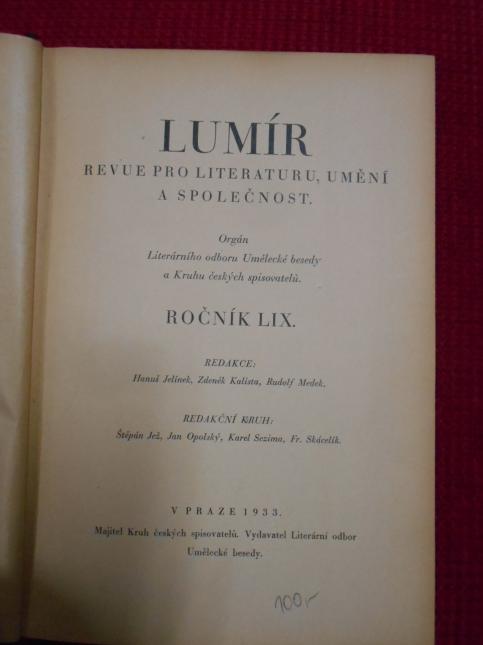 LUMÍR
REVUE PRO LITERATURU, UMĚNÍ
A SPOLEČNOST.
Orgán
Literárního odboru Umělecké besedy
a Kruhu českých spisovatelů.
ROČNÍK LIX.
REDAKCE:
Hanuš Jelínek, Zdeněk Kalista, Rudolf Medek.
REDAKČNÍ KRUH:
Štěpán Jež, Jan Opolský, Karel Sezima, Fr. Skácelík.
V PRAZE 1933.
Majitel Kruh českých spisovatelů. Vydavatel Literární odbor
Umělecké besedy.
100,-